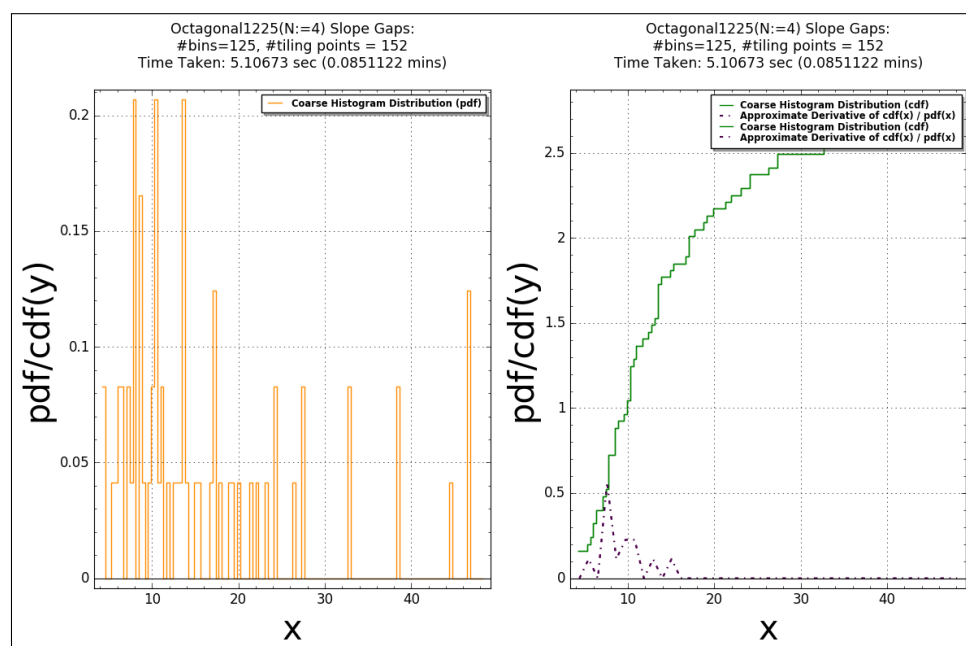 Octagonal1225(N:=4) Slope Gaps:
#bins=125, #tiling points = 152
Time Taken: 5.10673 sec (0.0851122 mins)
Coarse Histogram Distribution (pdf)
pdf/cdf(y)
0.2
0.15
0.1
0.05
0
10
20
30
40
x
Octagonal1225(N:=4) Slope Gaps:
#bins=125, #tiling points = 152
Time Taken: 5.10673 sec (0.0851122 mins)
Coarse Histogram Distribution (cdf)
Approximate Derivative of cdf(x) / pdf(x)
Coarse Histogram Distribution (cdf)
Approximate Derivative of cdf(x) / pdf(x)
pdf/cdf(y)
2.5
2
1.5
1
0.5
0
10
20
30
40
x